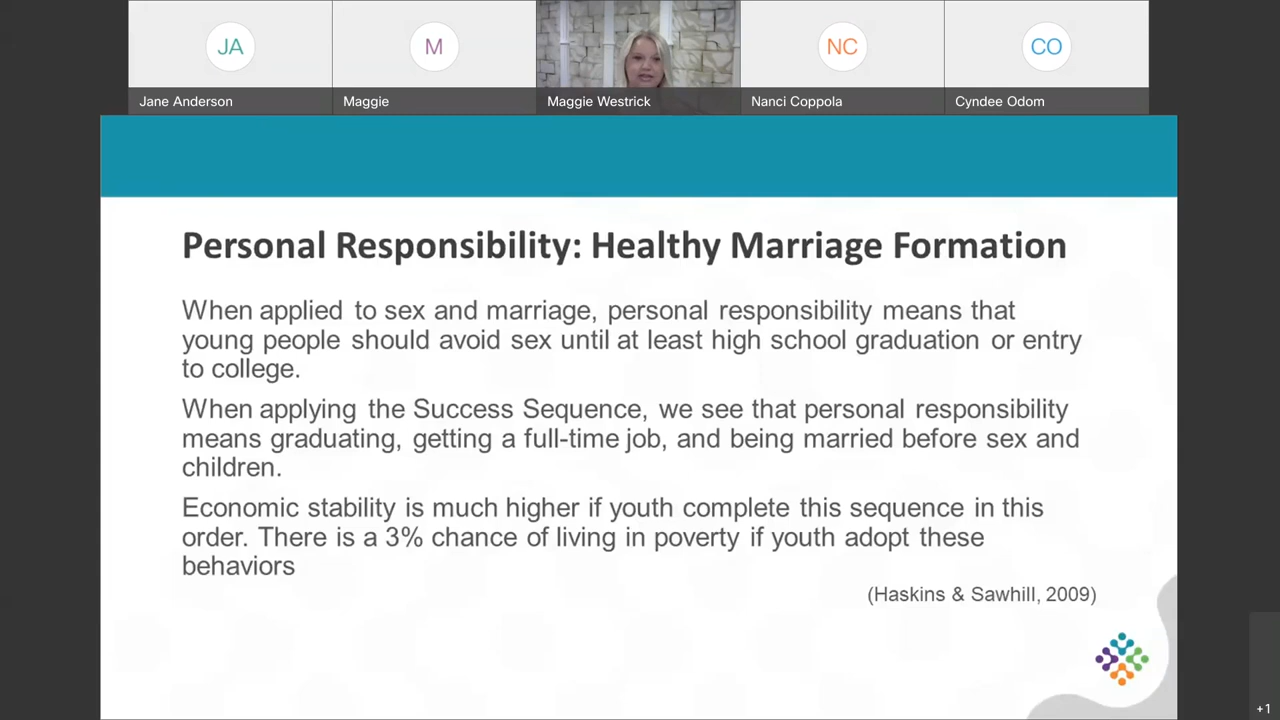 JA
M
NC
CO
Jane Anderson
Maggie
Maggie Westrick
Nanci Coppola
Cyndee Odom
Personal Responsibility: Healthy Marriage Formation
When applied to sex and marriage, personal responsibility means that
young people should avoid sex until at least high school graduation or entry
to college.
When applying the Success Sequence, we see that personal responsibility
means graduating, getting a full-time job, and being married before sex and
children.
Economic stability is much higher if youth complete this sequence in this
order. There is a 3% chance of living in poverty if youth adopt these
behaviors
(Haskins & Sawhill, 2009)
+1